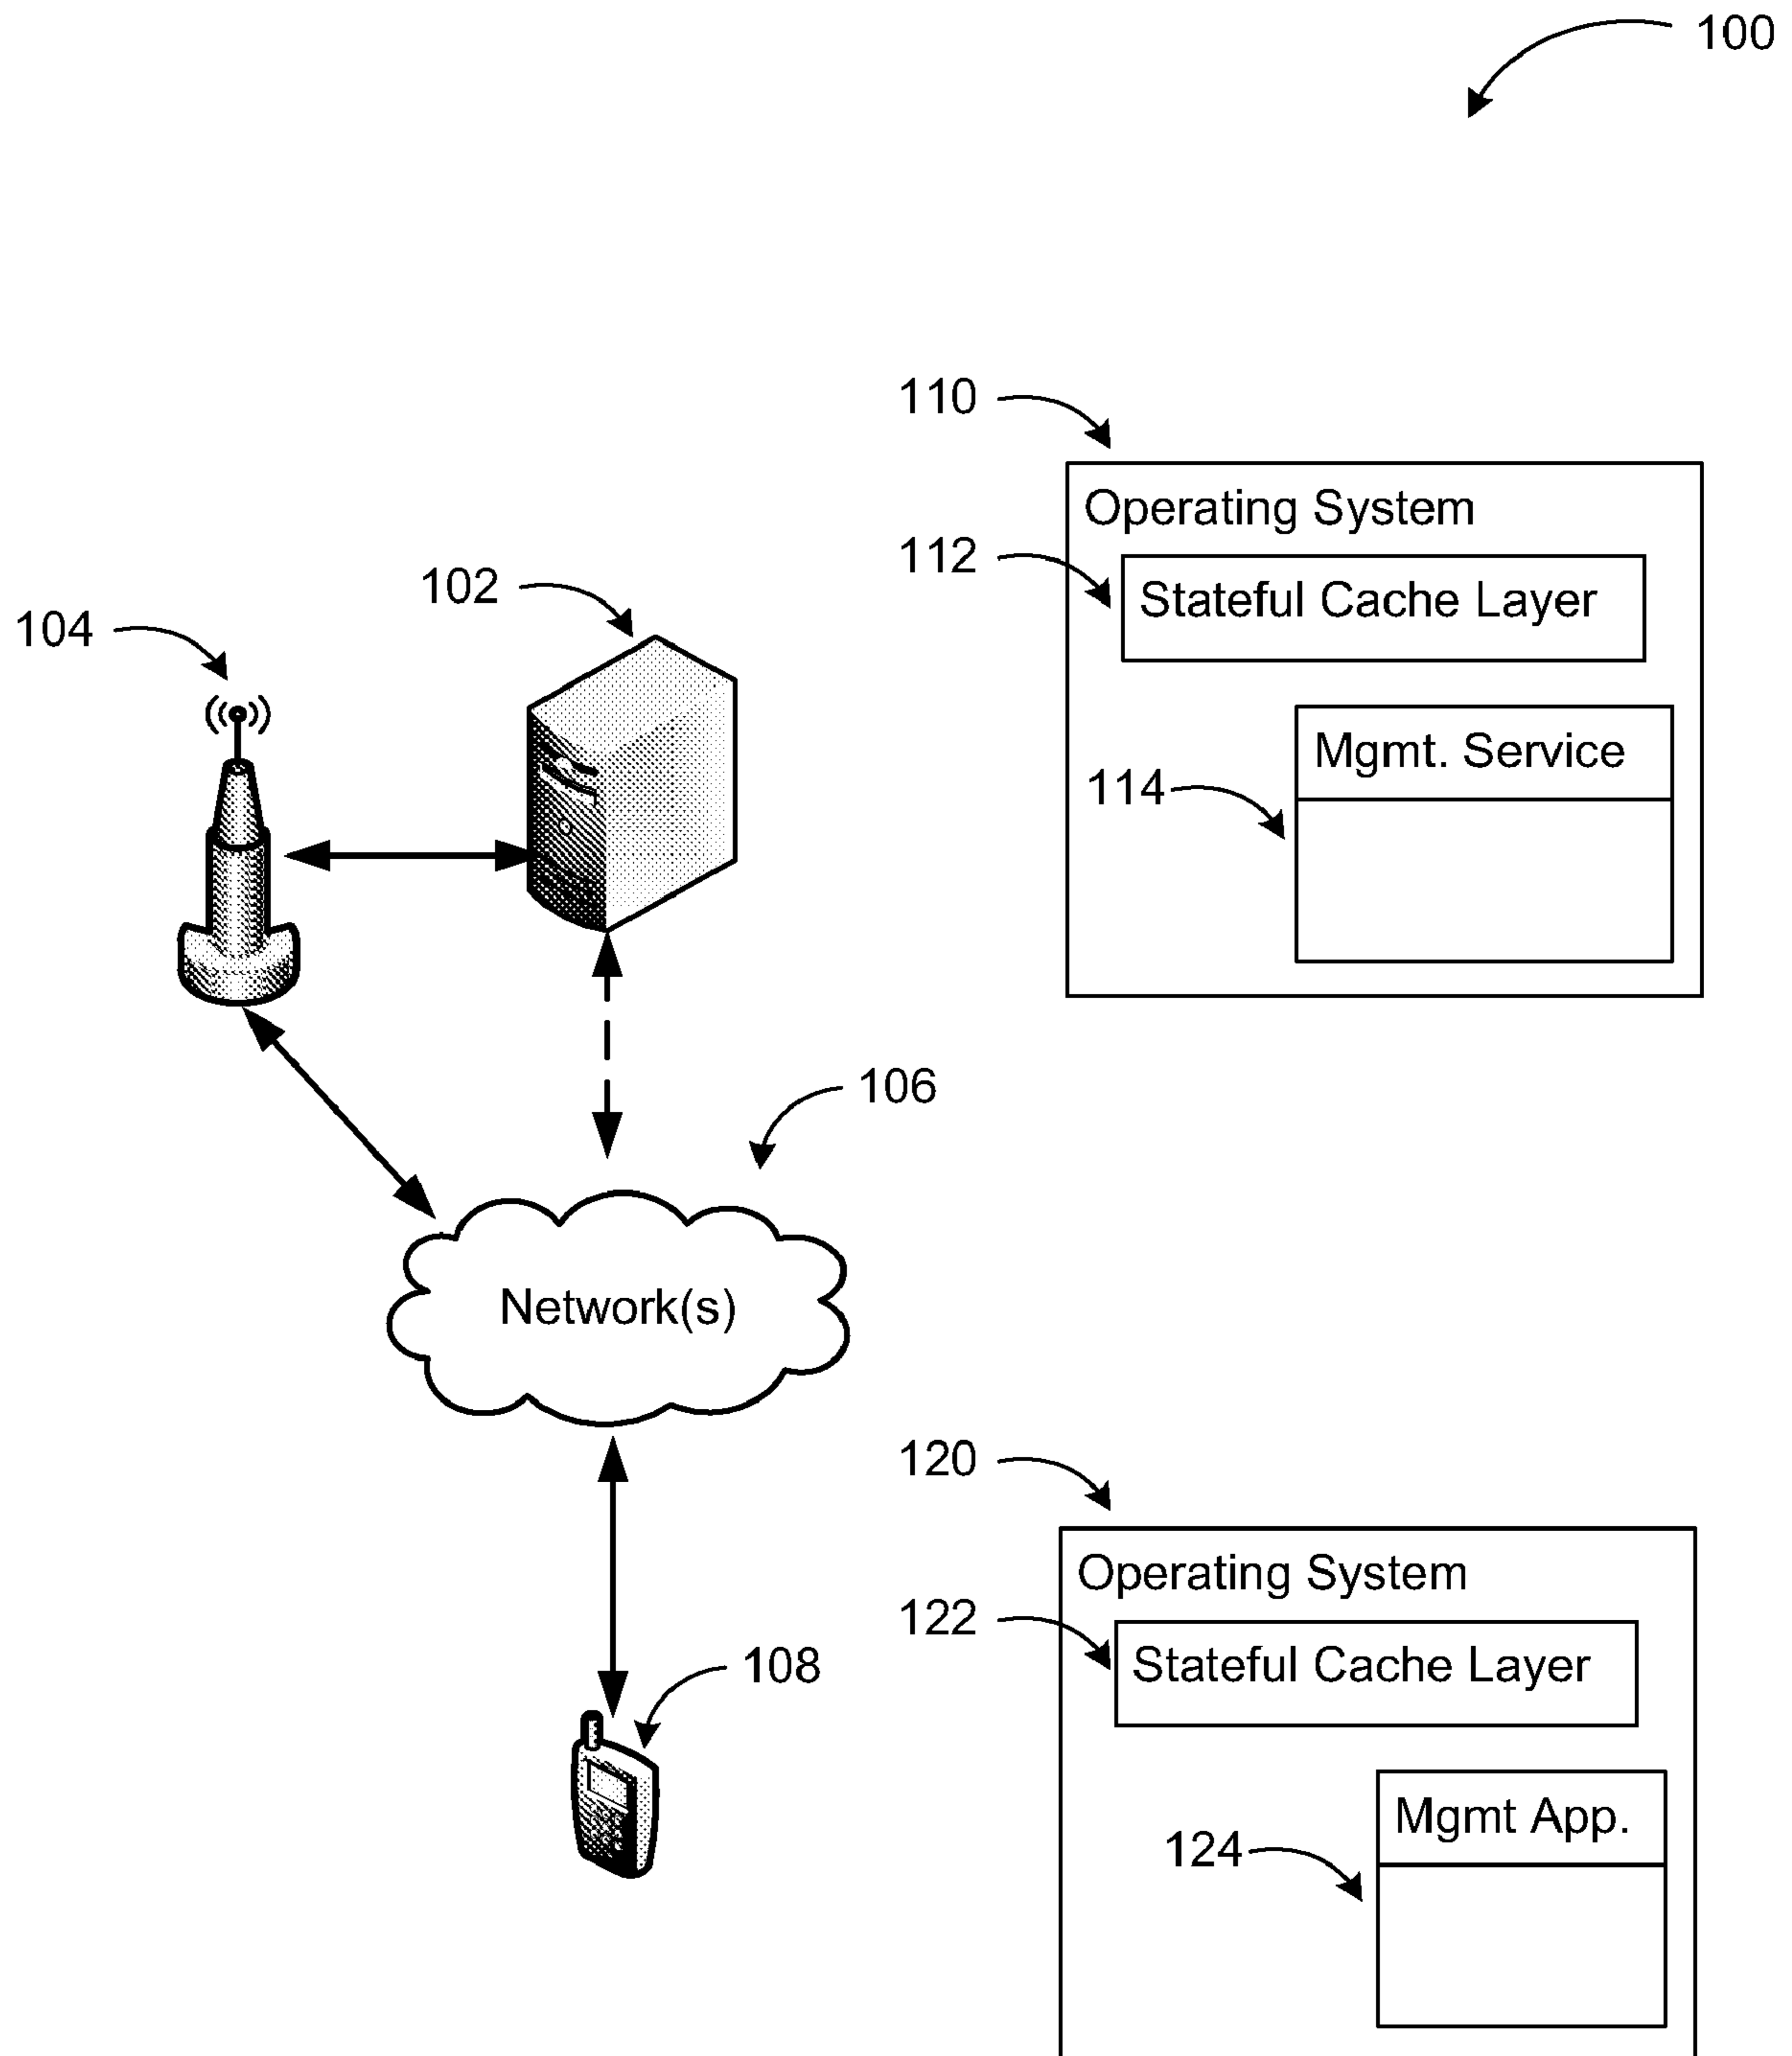 100
110
Operating System
112
Stateful Cache Layer
102
104
Mgmt. Service
114
106
Network(s)
120
Operating System
122
Stateful Cache Layer
108
Mgmt App.
124